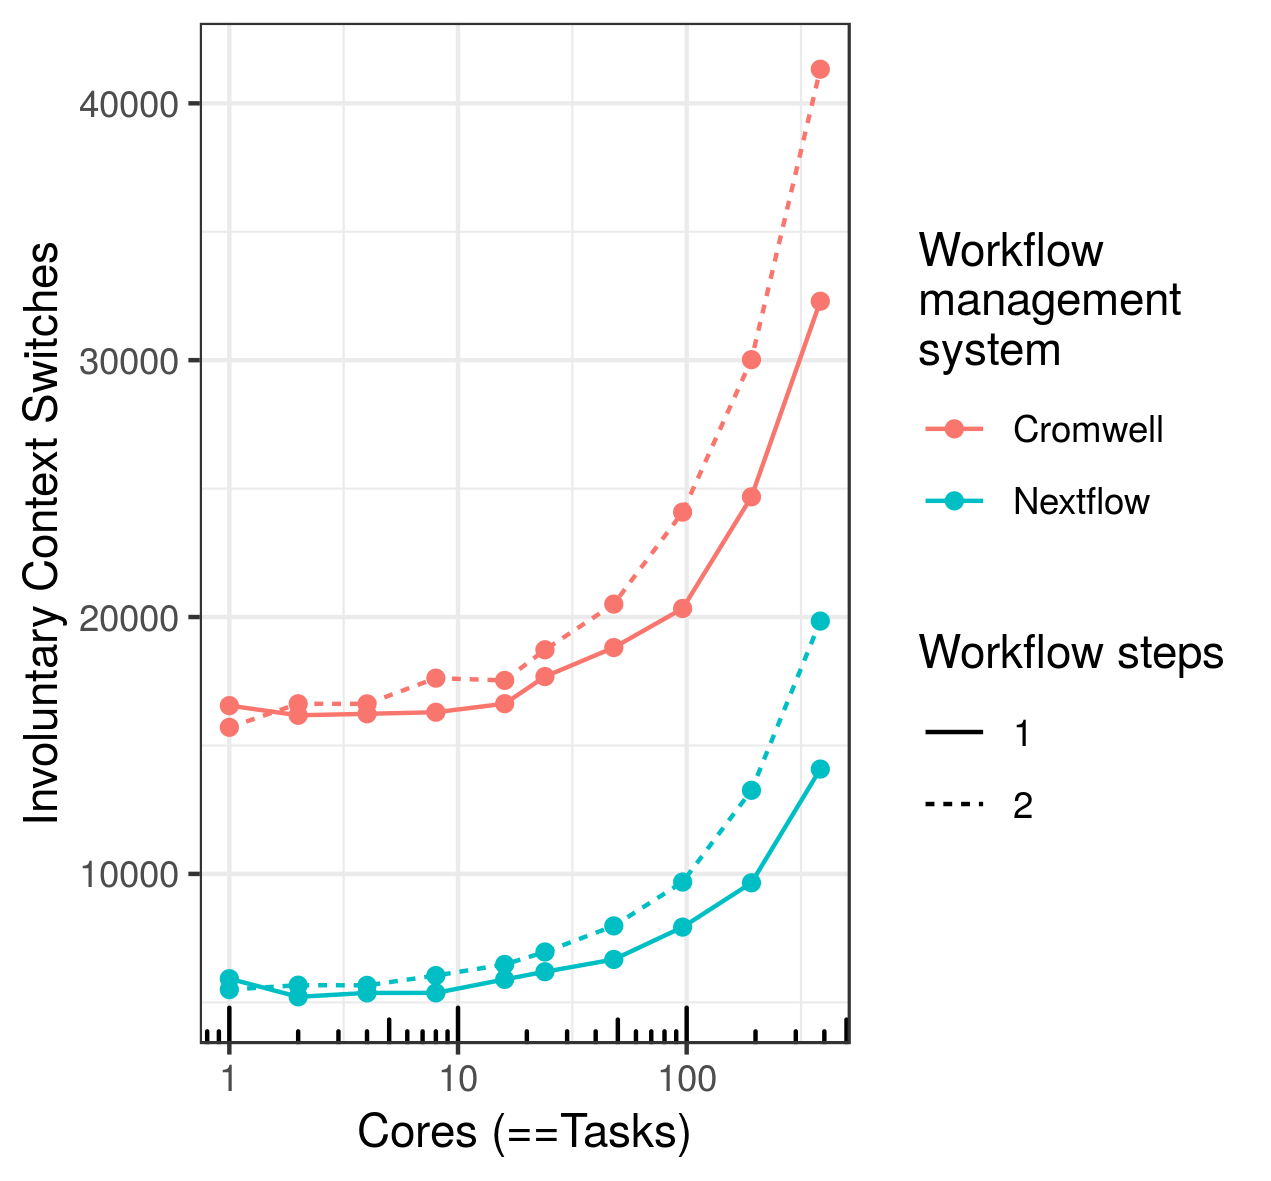 Involuntary Context Switches
40000
30000
20000
10000
1
10
100
Cores (==Tasks)
Workflow
management
system
Cromwell
Nextflow
Workflow steps
1
2